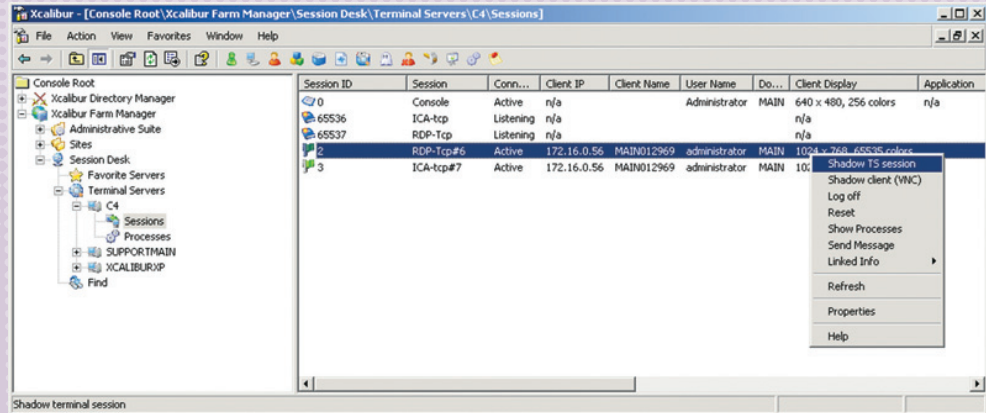 Xcalibur - [Console Root\Xcalibur Farm Manager\Session Desk\Terminal Servers\C4\Sessions]
File Action View Favorites Window Help
Console Root
Xcalibur Directory Manager
Xcalibur Farm Manager
Administrative Suite
Sites
Session Desk
Favorite Servers
Terminal Servers
C4
Sessions
Processes
SUPPORTMAIN
XCALIBURXP
Find
Session ID Session Conn... Client IP Client Name User Name Do... Client Display Application
0 Console Active n/a Administrator MAIN 640 x 480, 256 colors n/a
65536 ICA-tcp Listening n/a n/a
65537 RDP-Tcp Listening n/a n/a
2 RDP-Tcp#6 Active 172.16.0.56 MAIN012969 administrator MAIN 1024 x 768, 65535 colors
3 ICA-tcp#7 Active 172.16.0.56 MAIN012969 administrator MAIN
Shadow TS session
Shadow client (VNC)
Log off
Reset
Show Processes
Send Message
Linked Info
Refresh
Properties
Help
Shadow terminal session